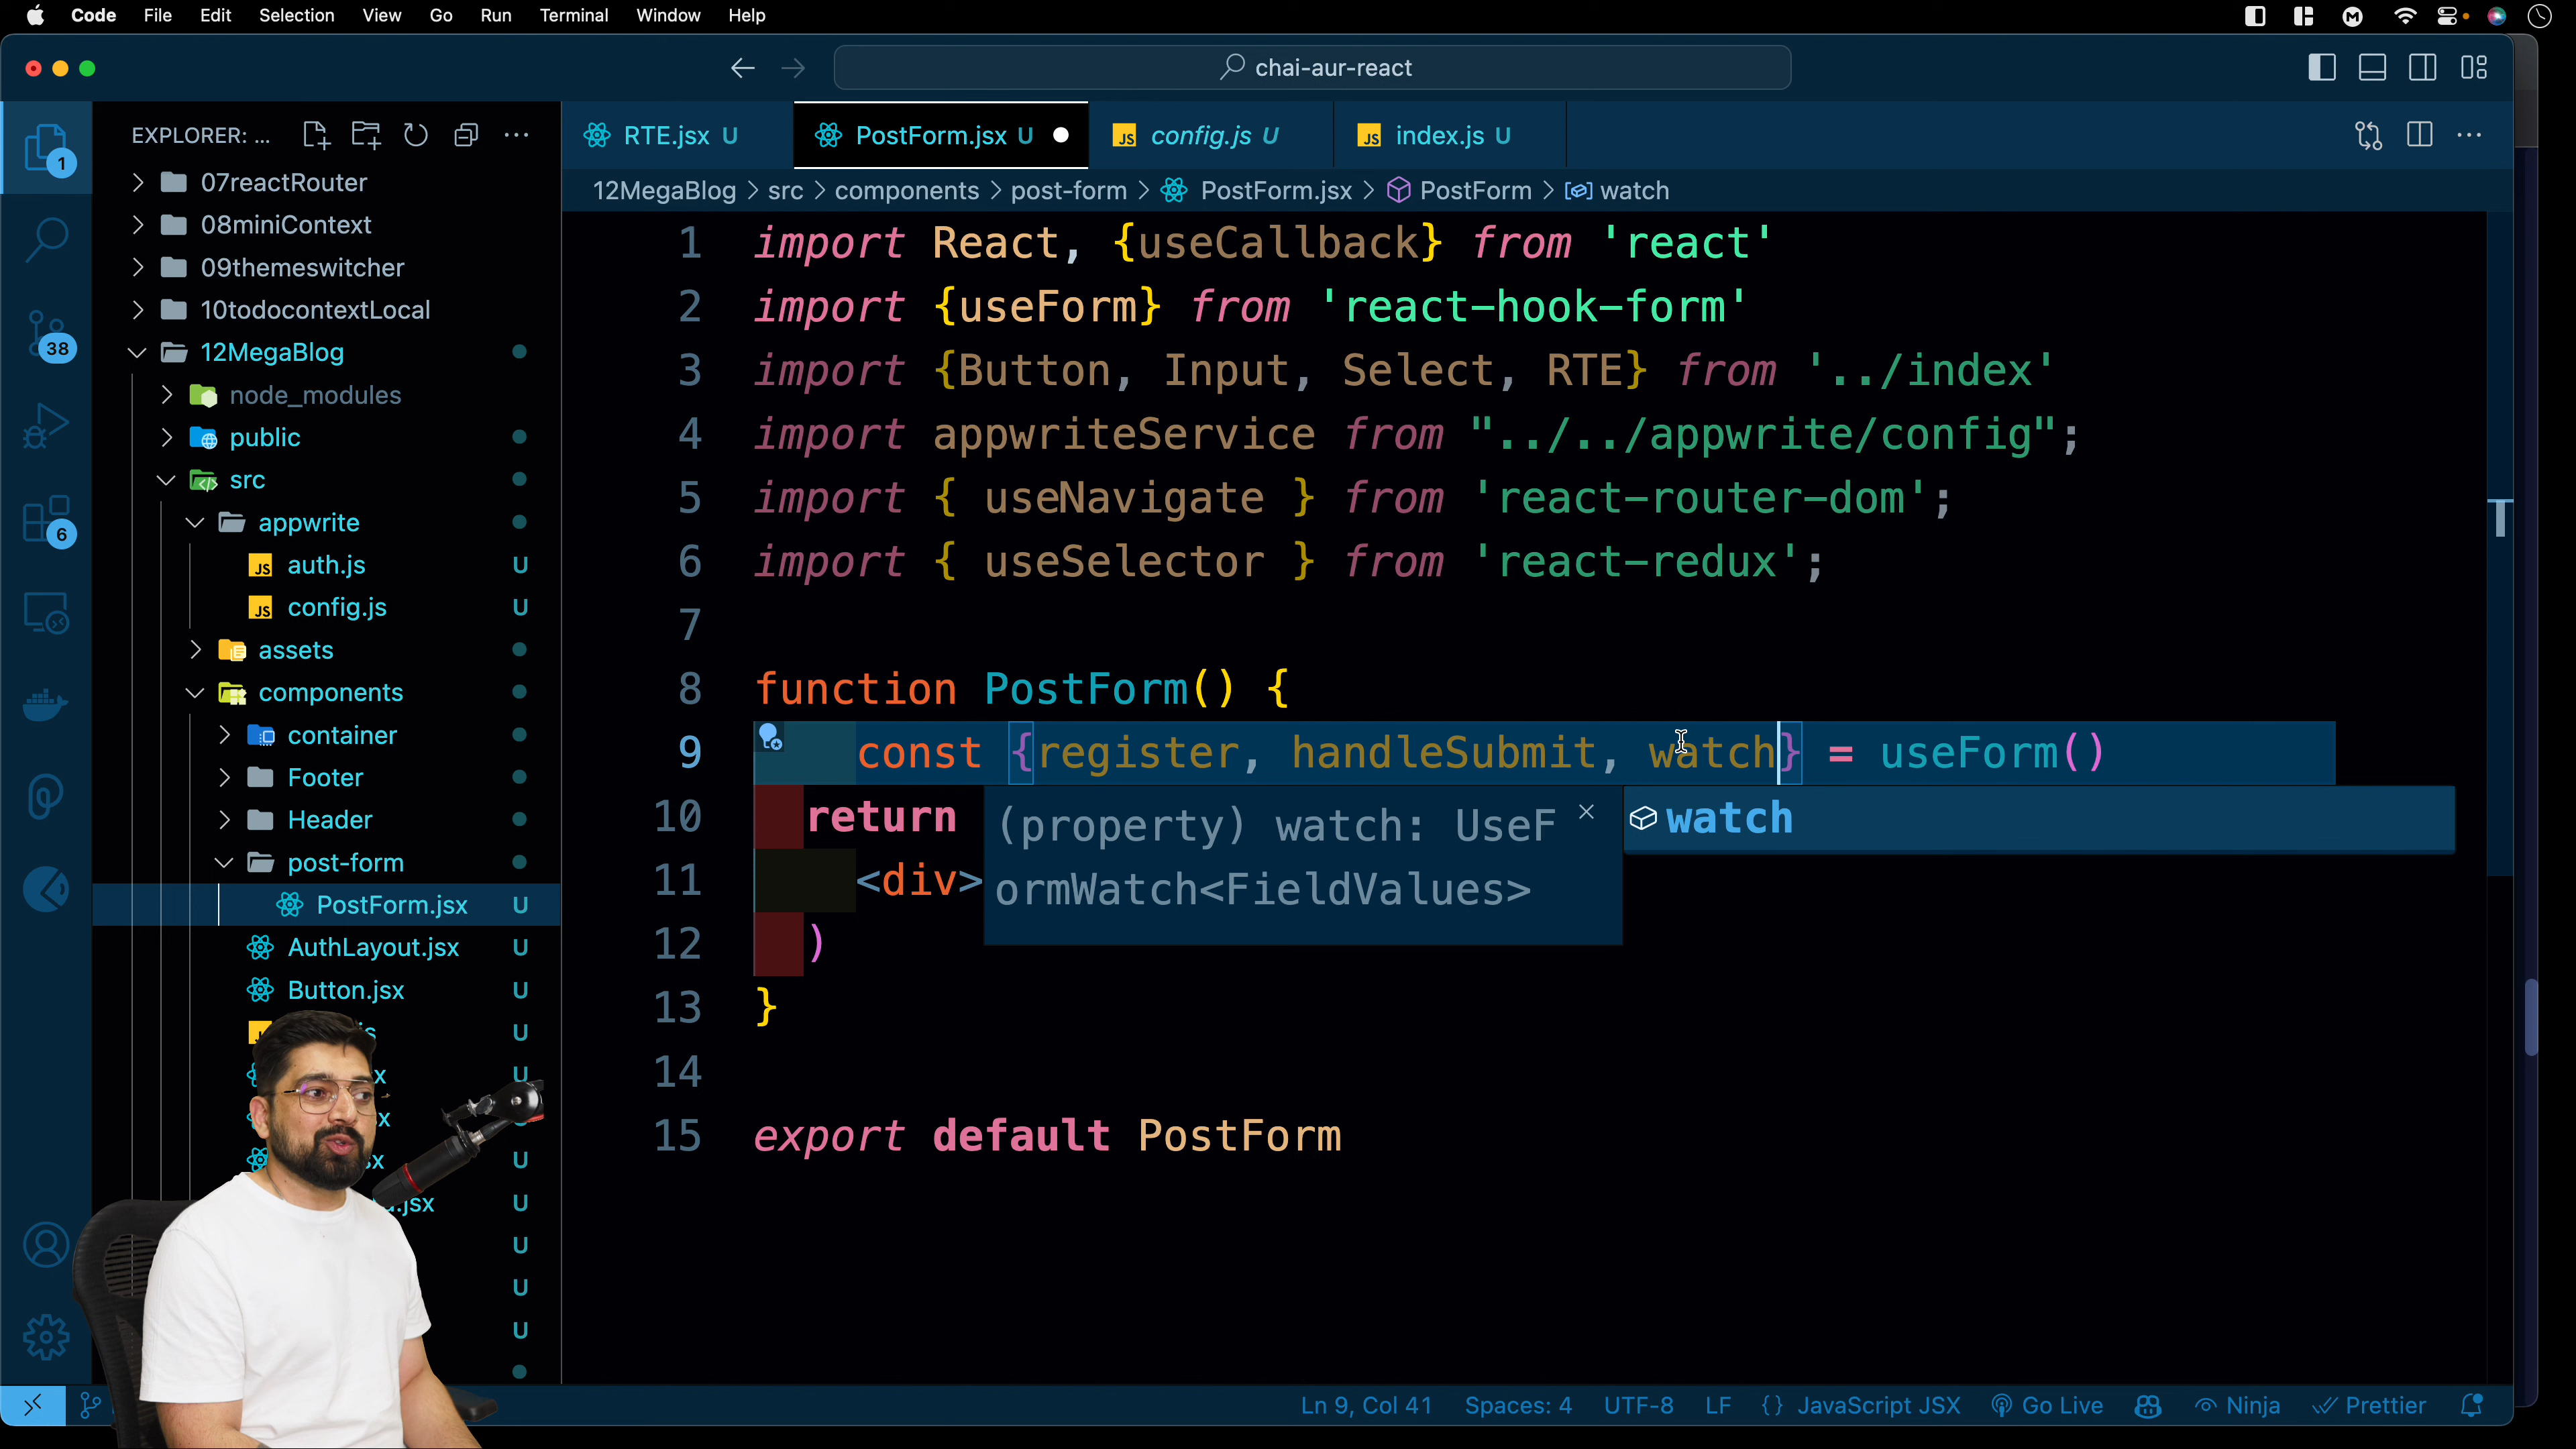 Code File Edit Selection View Go Run Terminal Window Help
chai-aur-react
EXPLORER: ...
RTE.jsx U
PostForm.jsx U
config.js U
index.js U
12MegaBlog > src > components > post-form > PostForm.jsx > PostForm > watch
1
38
6
07reactRouter
08miniContext
09themeswitcher
10todocontextLocal
12MegaBlog
node_modules
public
src
appwrite
auth.js U
config.js U
assets
components
container
Footer
Header
post-form
PostForm.jsx U
AuthLayout.jsx U
Button.jsx U
U
U
U
U
U
U
U
U
1 import React, {useCallback} from 'react'
2 import {useForm} from 'react-hook-form'
3 import {Button, Input, Select, RTE} from '../index'
4 import appwriteService from "../../appwrite/config";
5 import { useNavigate } from 'react-router-dom';
6 import { useSelector } from 'react-redux';
7
8 function PostForm() {
9 const {register, handleSubmit, watch} = useForm()
10 return
11 <div>
12 )
13 }
14
15 export default PostForm
(property) watch: UseF
ormWatch<FieldValues>
watch
Ln 9, Col 41 Spaces: 4 UTF-8 LF {} JavaScript JSX Go Live Ninja Prettier